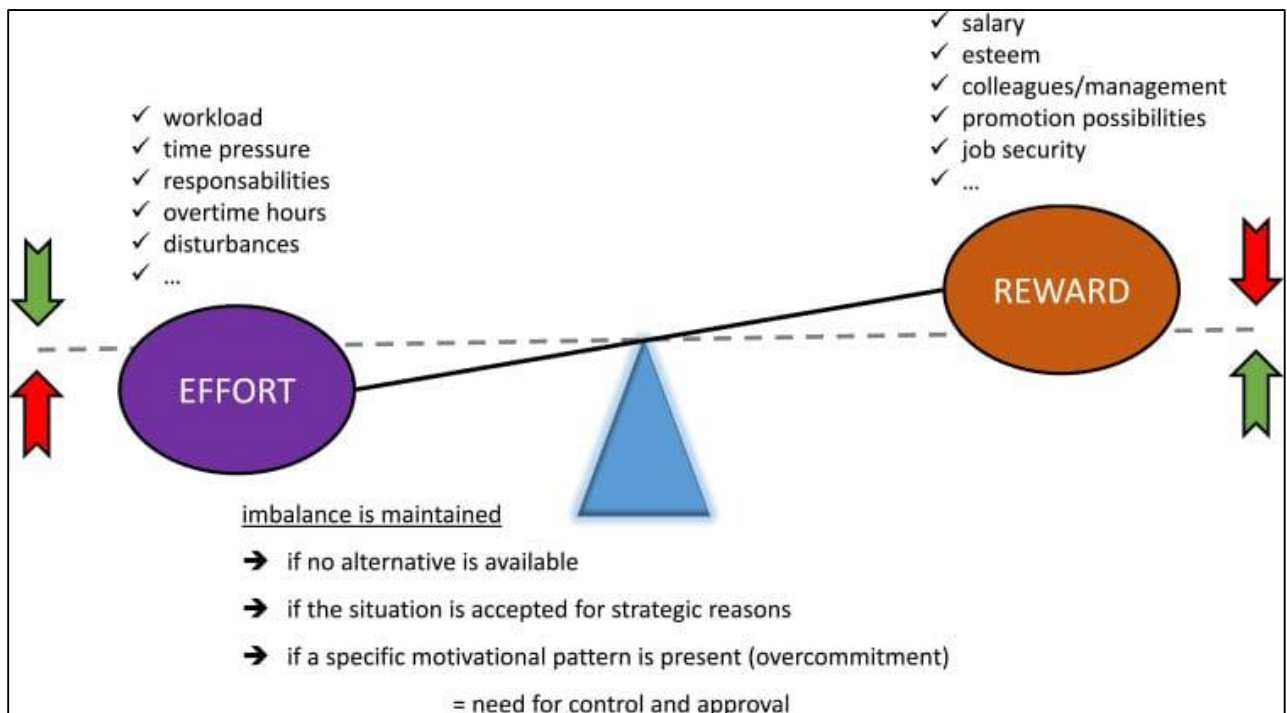 ✓ workload
✓ time pressure
✓ responsabilities
✓ overtime hours
✓ disturbances
✓ ...
✓ salary
✓ esteem
✓ colleagues/management
✓ promotion possibilities
✓ job security
✓ ...
EFFORT
REWARD
imbalance is maintained
➔ if no alternative is available
➔ if the situation is accepted for strategic reasons
➔ if a specific motivational pattern is present (overcommitment)
= need for control and approval